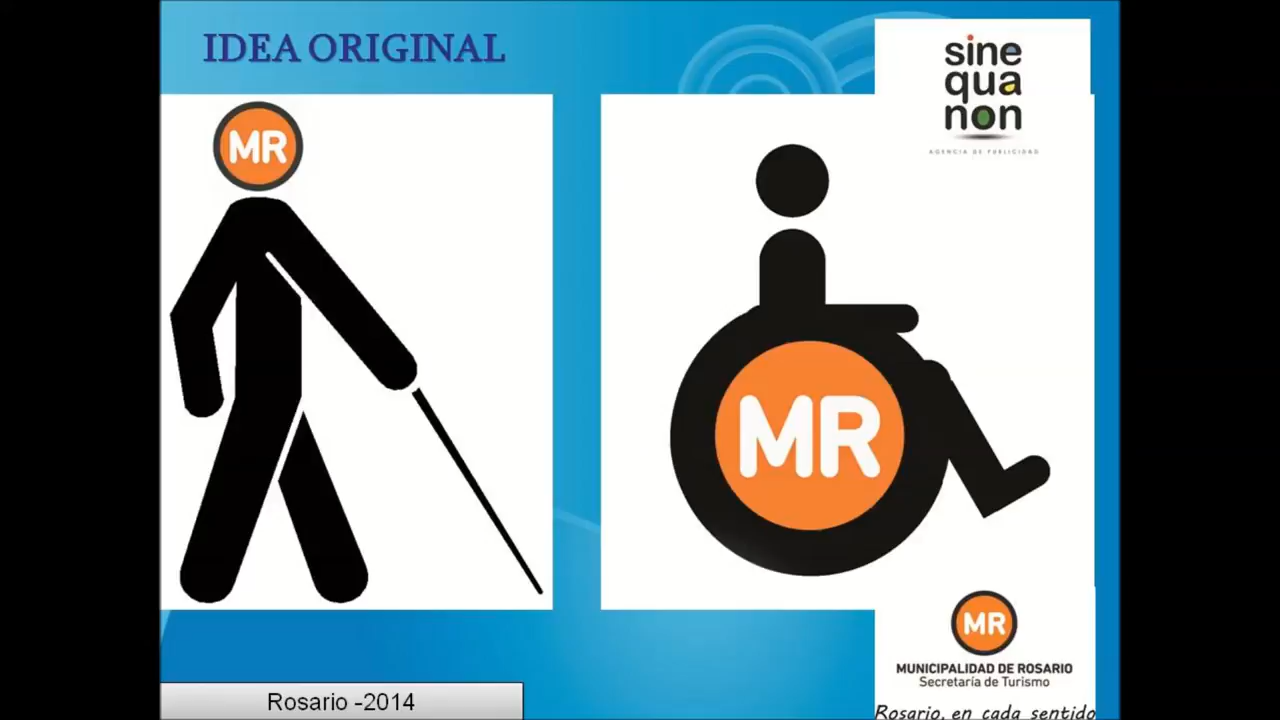 IDEA ORIGINAL
sine
qua
non
AGENCIA DE PUBLICIDAD
MR
MR
MR
MUNICIPALIDAD DE ROSARIO
Secretaría de Turismo
Rosario, en cada sentido
Rosario -2014